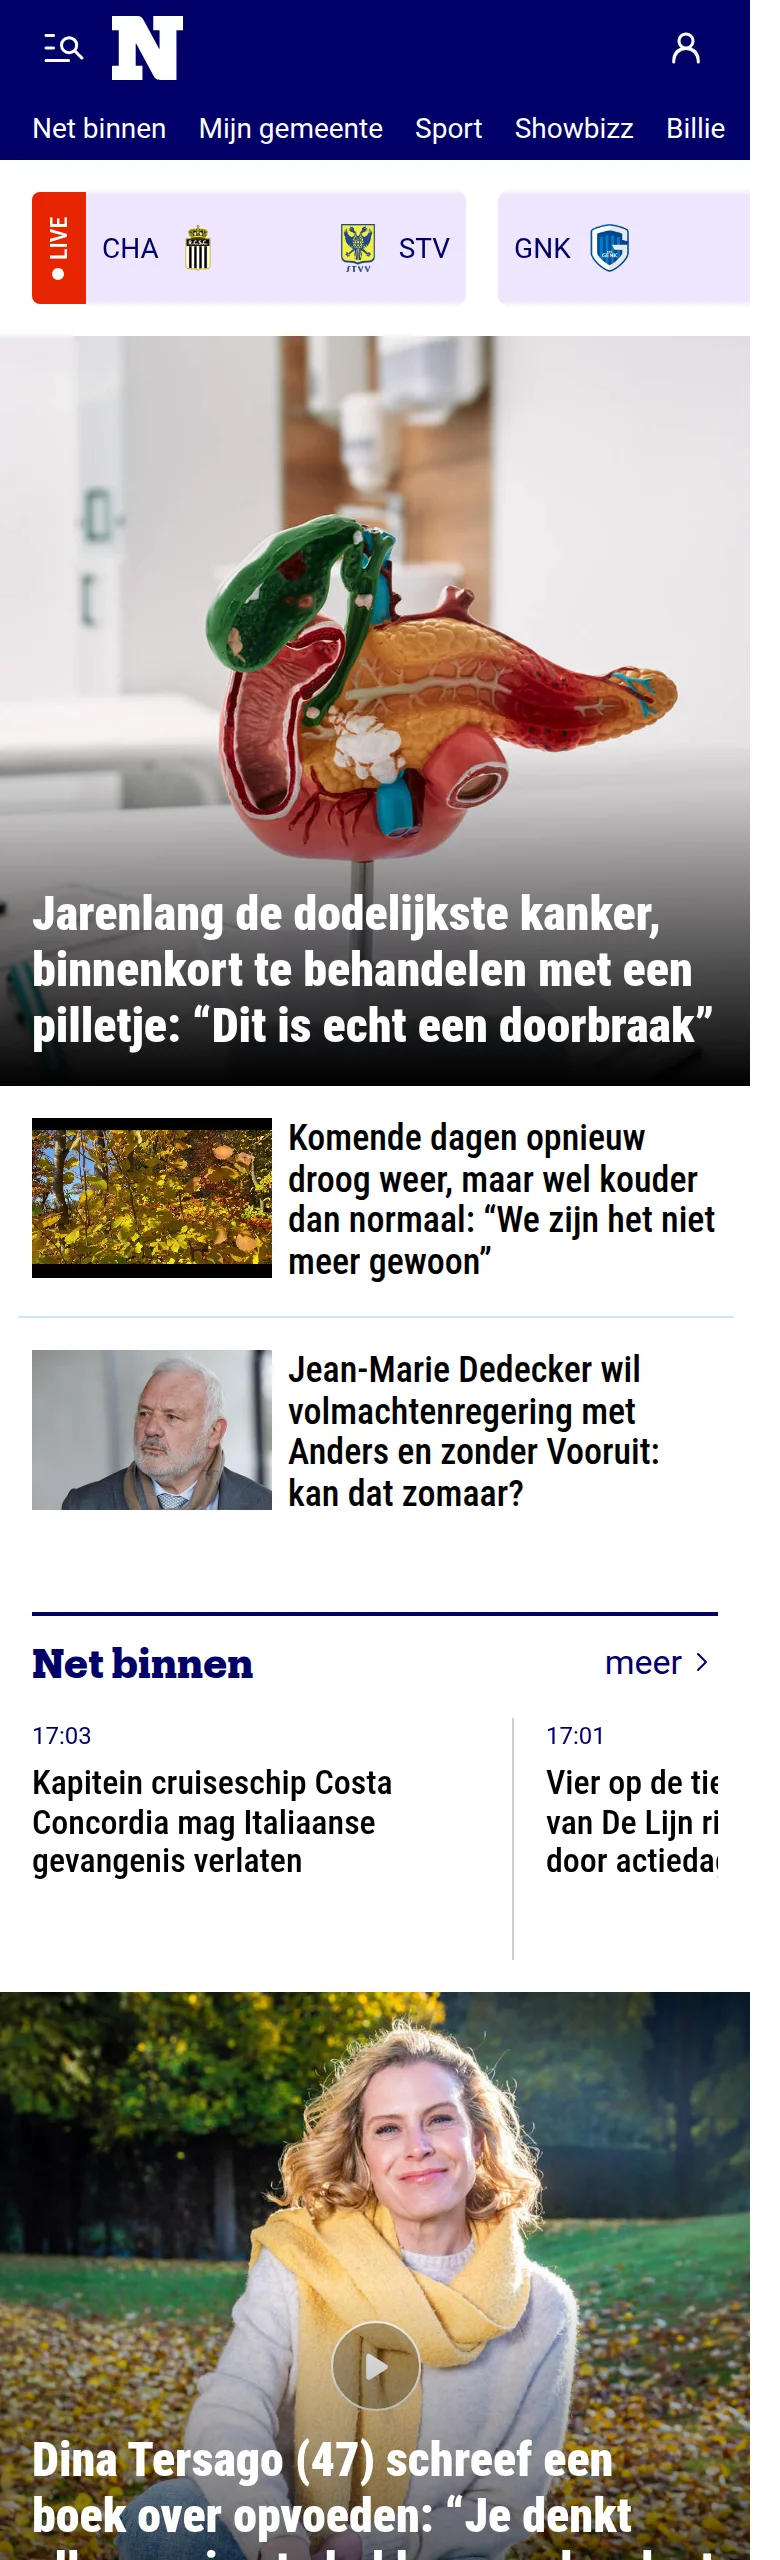 N
Net binnen Mijn gemeente Sport Showbizz Billie
LIVE
CHA STVV STV
GNK GENK
Jarenlang de dodelijkste kanker,
binnenkort te behandelen met een
pilletje: “Dit is echt een doorbraak”
Komende dagen opnieuw
droog weer, maar wel kouder
dan normaal: “We zijn het niet
meer gewoon”
Jean-Marie Dedecker wil
volmachtenregering met
Anders en zonder Vooruit:
kan dat zomaar?
Net binnen
meer
17:03
Kapitein cruiseschip Costa
Concordia mag Italiaanse
gevangenis verlaten
17:01
Vier op de
van De Lijn
door
Dina Tersago (47) schreef een
boek over opvoeden: “Je denkt